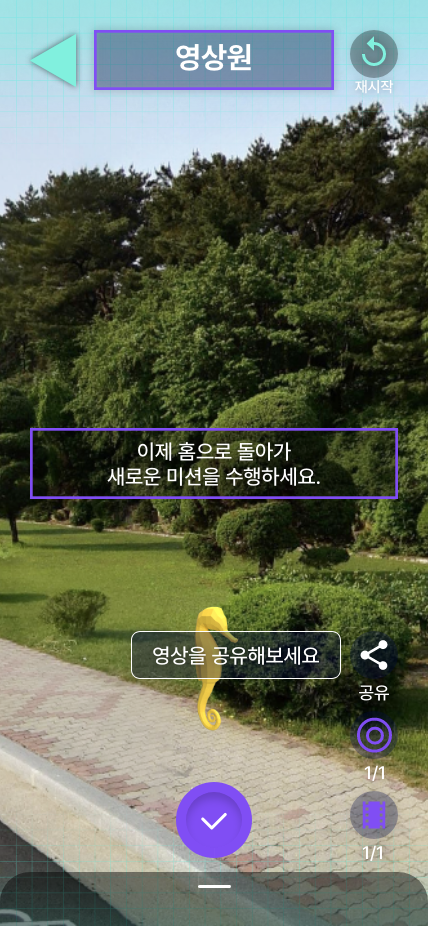 영상원
재시작
이제 홈으로 돌아가
새로운 미션을 수행하세요.
영상을 공유해보세요
공유
1/1
1/1